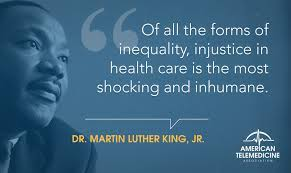 Of all the forms of
inequality, injustice in
health care is the most
shocking and inhumane.
DR. MARTIN LUTHER KING, JR.
AMERICAN
TELEMEDICINE
ASSOCIATION